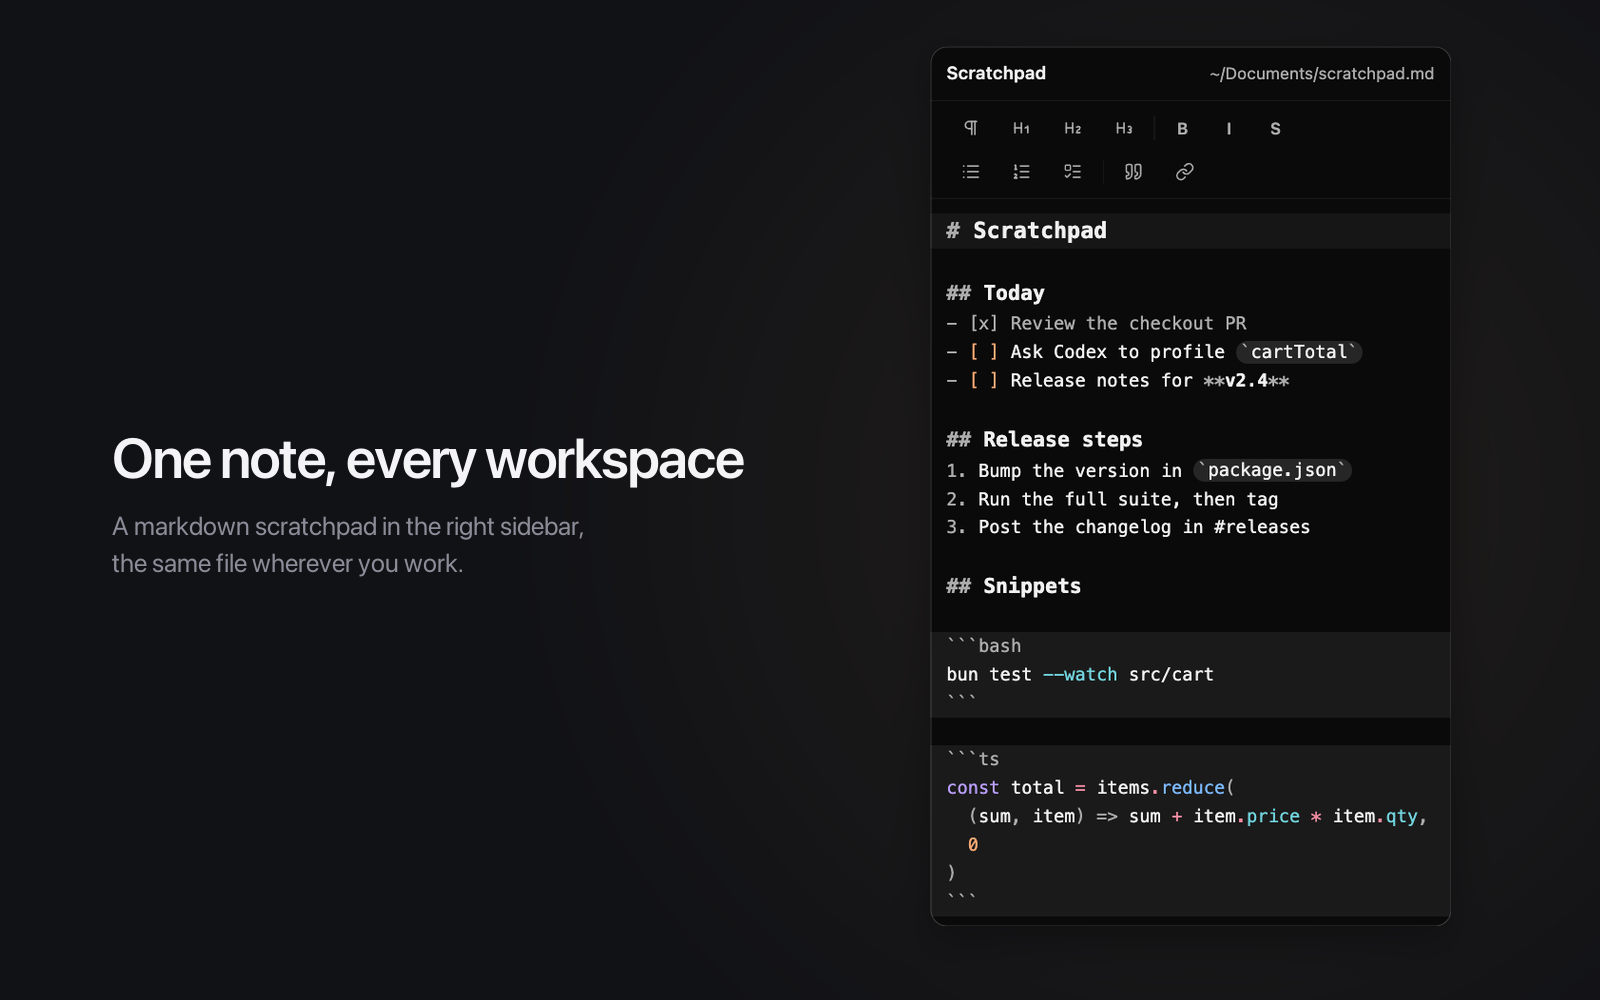 One note, every workspace
A markdown scratchpad in the right sidebar,
the same file wherever you work.
Scratchpad ~/Documents/scratchpad.md
¶ H1 H2 H3 B I S
# Scratchpad
## Today
- [x] Review the checkout PR
- [ ] Ask Codex to profile `cartTotal`
- [ ] Release notes for **v2.4**
## Release steps
1. Bump the version in `package.json`
2. Run the full suite, then tag
3. Post the changelog in #releases
## Snippets
```bash
bun test --watch src/cart
```
```ts
const total = items.reduce(
  (sum, item) => sum + item.price * item.qty,
  0
)
```